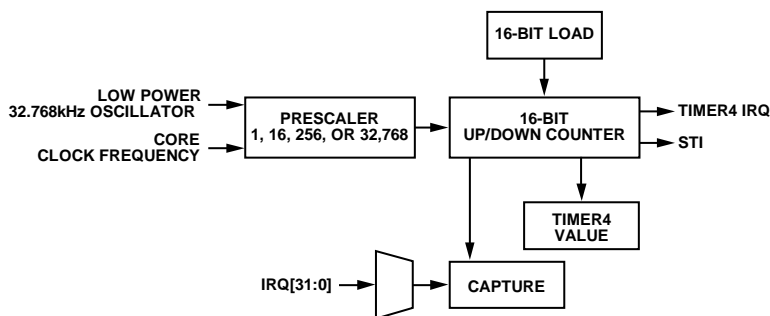 16-BIT LOAD
LOW POWER
32.768kHz OSCILLATOR
CORE
CLOCK FREQUENCY
PRESCALER
1, 16, 256, OR 32,768
16-BIT
UP/DOWN COUNTER
TIMER4 IRQ
STI
TIMER4
VALUE
IRQ[31:0]
CAPTURE